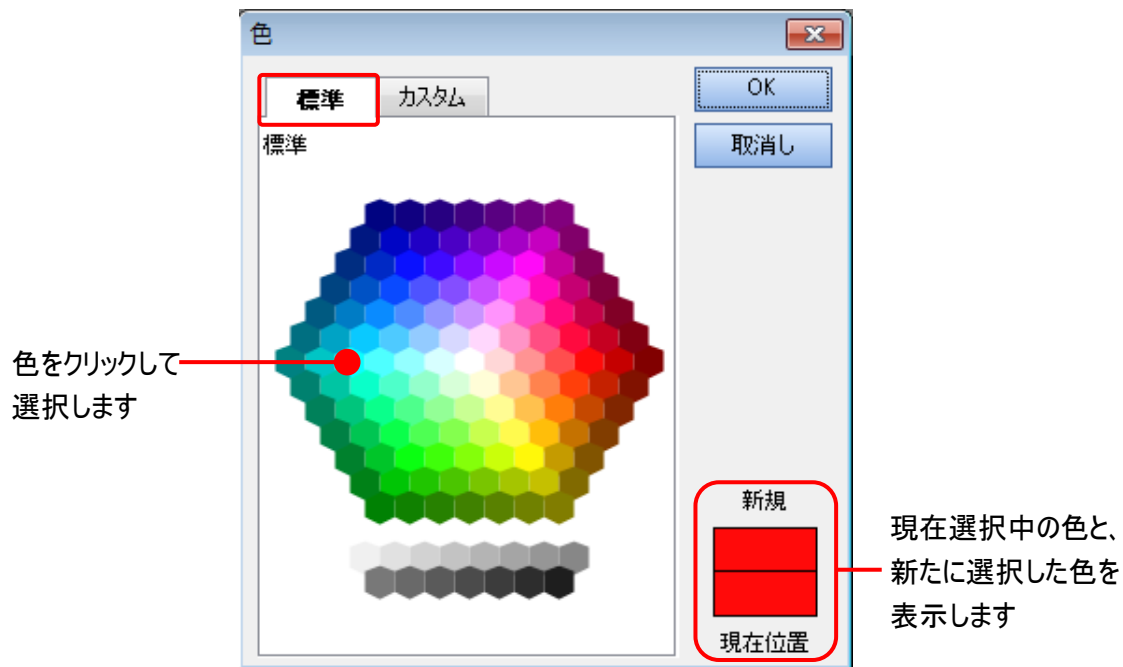 色
標準
カスタム
OK
取消し
標準
色をクリックして
選択します
新規
現在位置
現在選択中の色と、
新たに選択した色を
表示します